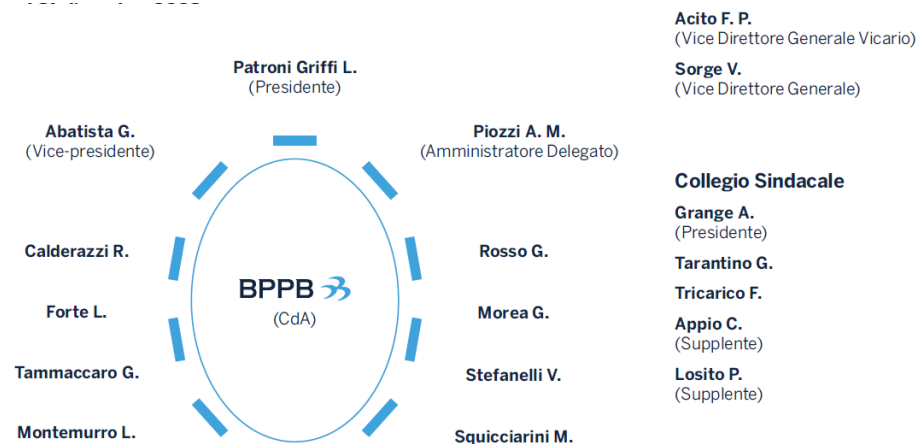 Acito F. P.
(Vice Direttore Generale Vicario)
Sorge V.
(Vice Direttore Generale)
Patroni Griffi L.
(Presidente)
Abatista G.
(Vice-presidente)
Piozzi A. M.
(Amministratore Delegato)
Calderazzi R.
Rosso G.
Forte L.
Morea G.
Tammaccaro G.
Stefanelli V.
Montemurro L.
Squicciarini M.
BPPB
(CdA)
Collegio Sindacale
Grange A.
(Presidente)
Tarantino G.
Tricarico F.
Appio C.
(Supplente)
Losito P.
(Supplente)